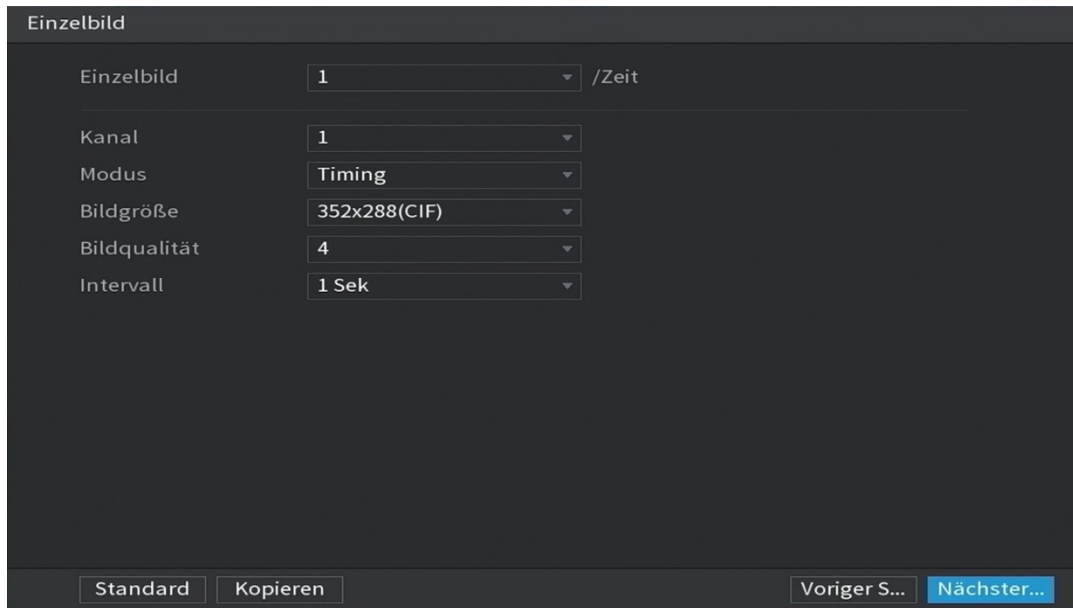 Einzelbild
Einzelbild 1 /Zeit
Kanal 1
Modus Timing
Bildgröße 352x288(CIF)
Bildqualität 4
Intervall 1 Sek
Standard Kopieren Voriger S... Nächster...